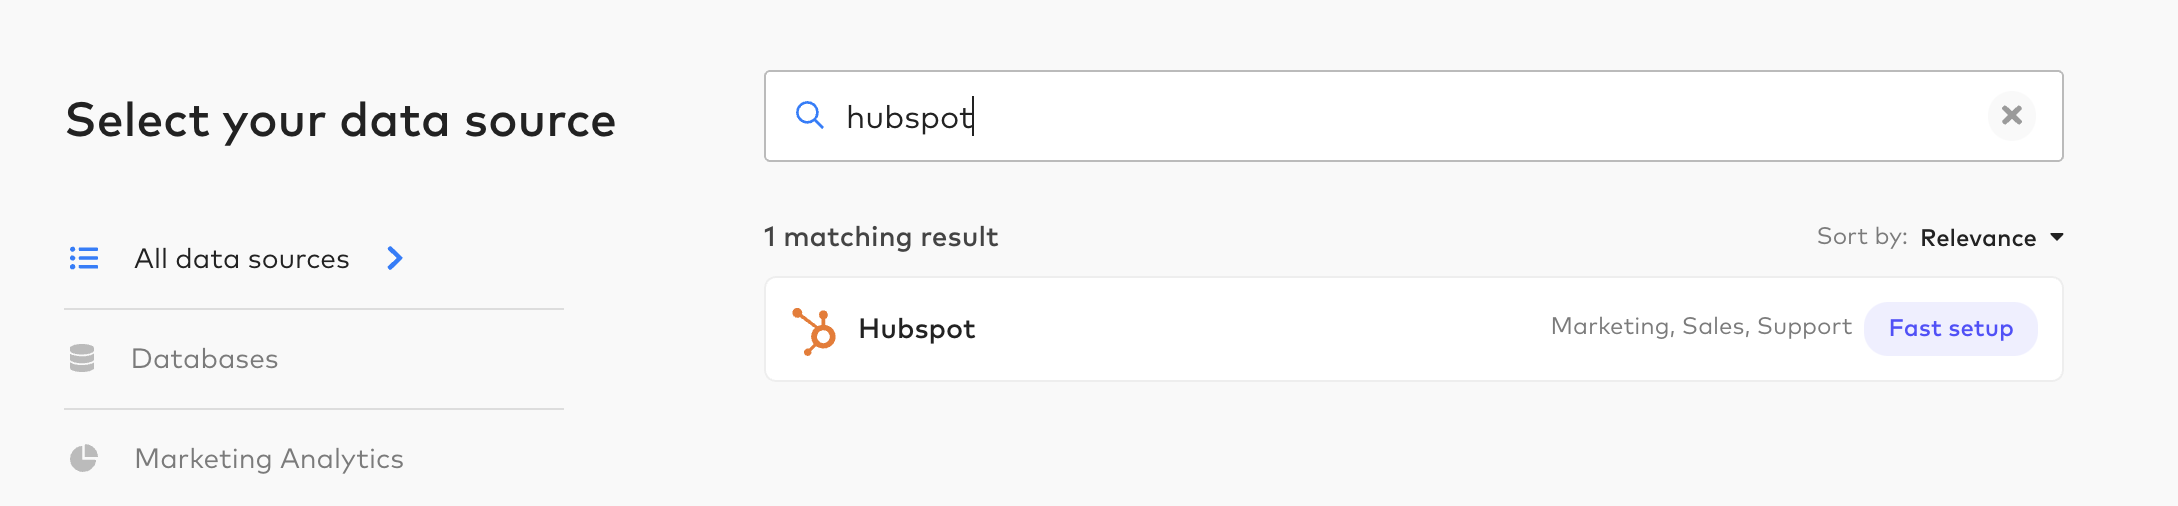 Select your data source
hubspot
1 matching result
Sort by: Relevance
All data sources
Hubspot
Marketing, Sales, Support
Fast setup
Databases
Marketing Analytics